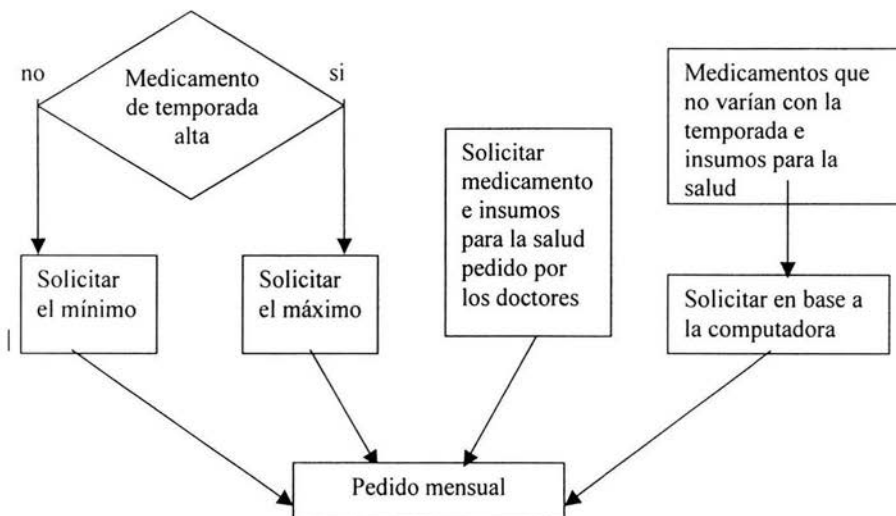 no
si
Medicamento
de temporada
alta
Solicitar
el mínimo
Solicitar
el máximo
Solicitar
medicamento
e insumos
para la salud
pedido por
los doctores
Medicamentos que
no varían con la
temporada e
insumos para la
salud
Solicitar en base a
la computadora
Pedido mensual